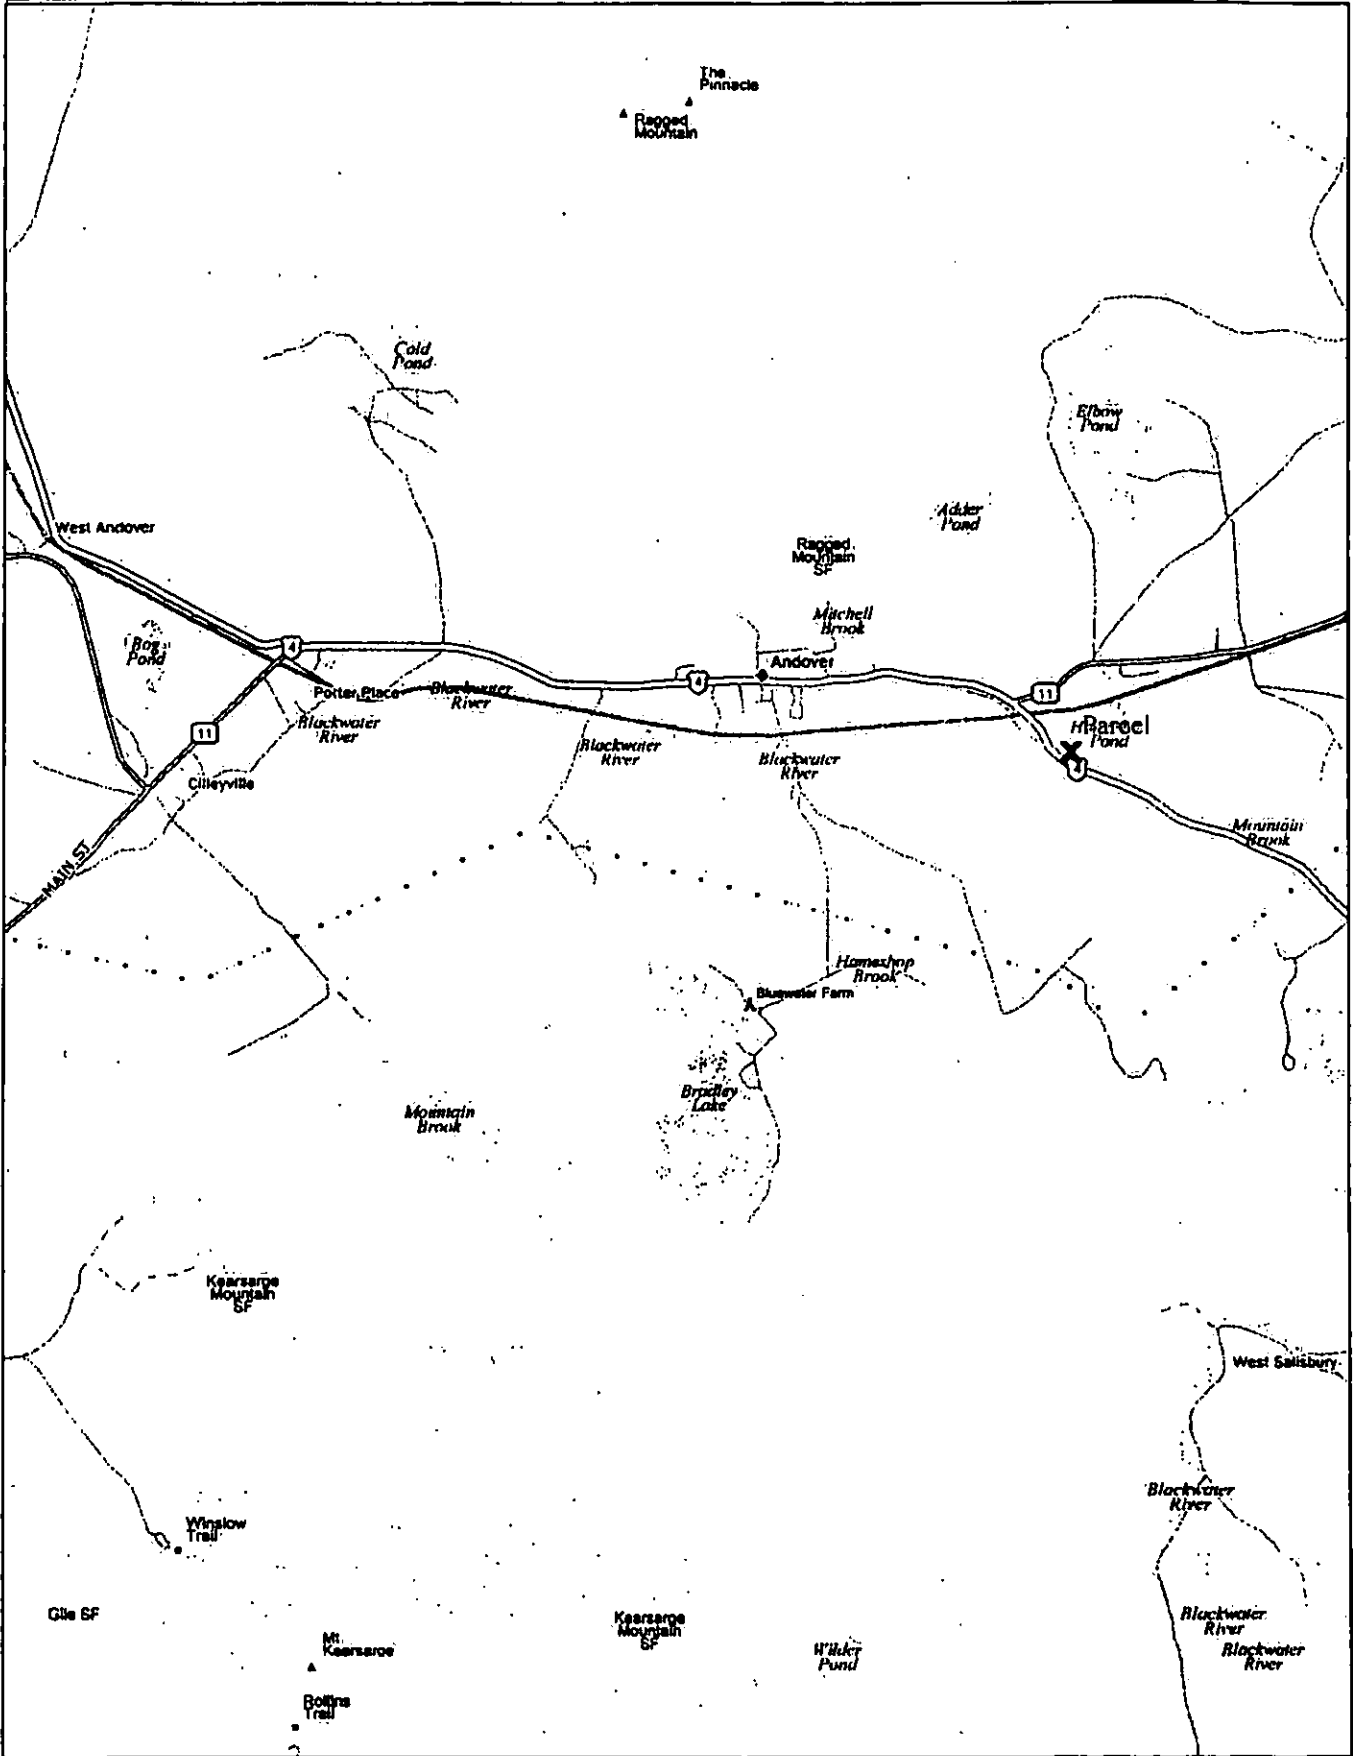 The
Pinnacle
Ragged
Mountain
Cold
Pond
Elbow
Pond
Adder
Pond
West Andover
Ragged
Mountain
SF
Mitchell
Brook
Bog
Pond
4
Andover
4
11
Porter Place
Blackwater
River
Blackwater
River
11
Parcel
Pond
Blackwater
River
Blackwater
River
4
Cilleyville
Mountain
Brook
MAIN ST
Hameshop
Brook
Bluewater Farm
Bradley
Lake
Mountain
Brook
Kearsarge
Mountain
SF
West Salisbury
Blackwater
River
Winslow
Trail
Gile SF
Kearsarge
Mountain
SF
Blackwater
River
Mt
Kearsarge
Wilder
Pond
Blackwater
River
Rollins
Trail